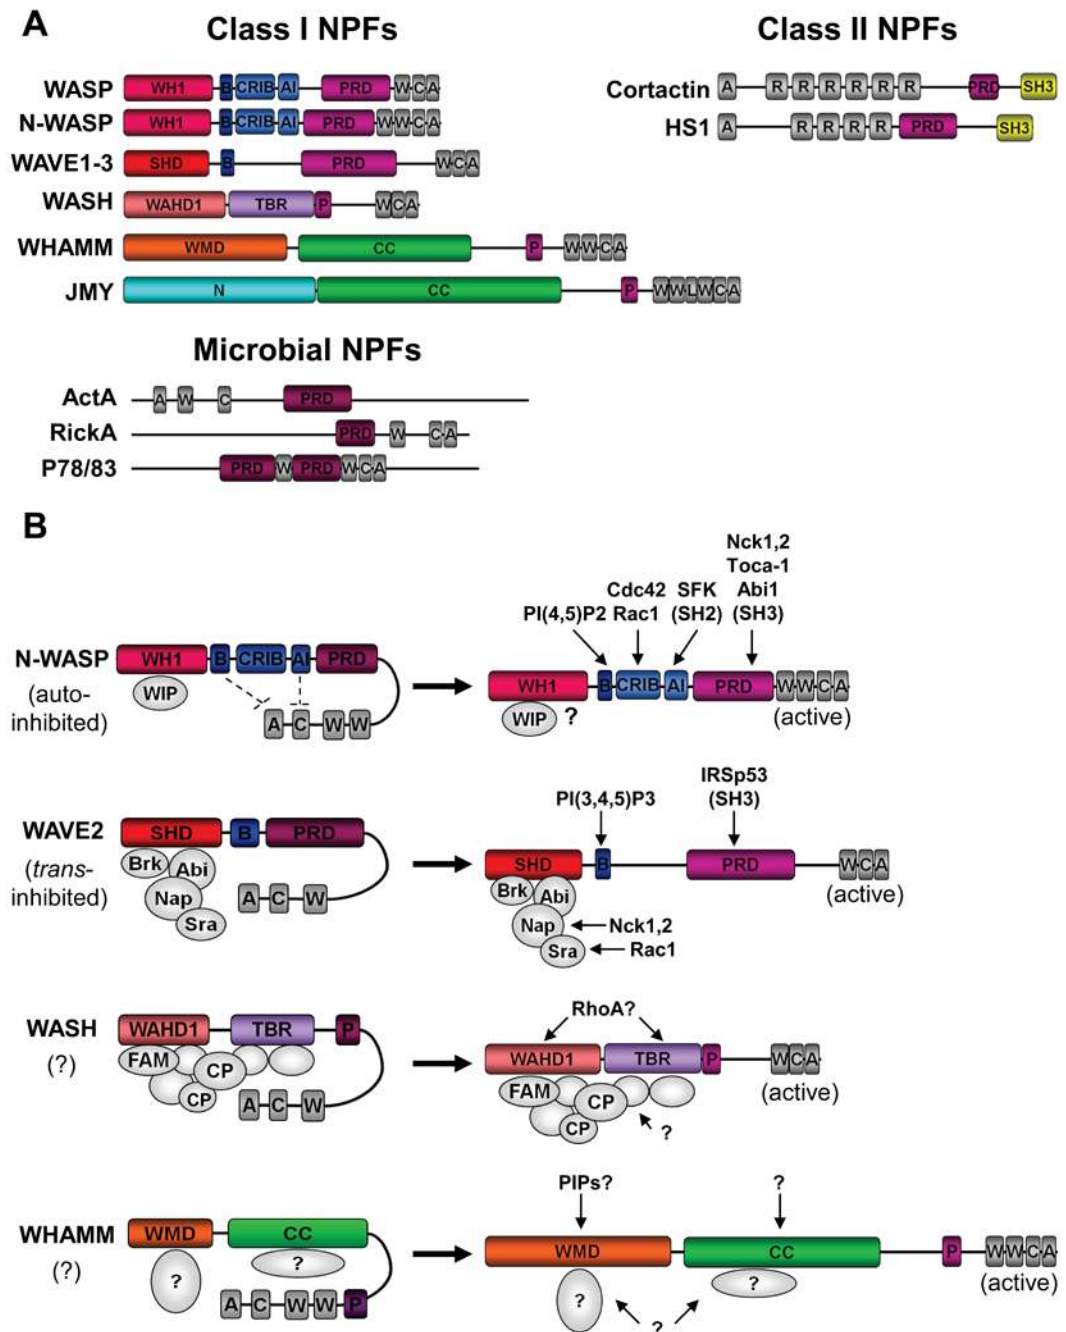 A
Class I NPFs
WASP WH1 B CRIB AI PRD W C A
N-WASP WH1 B CRIB AI PRD W W C A
WAVE1-3 SHD B PRD W C A
WASH WAHD1 TBR P W C A
WHAMM WMD CC P W W C A
JMY N CC P W W L W C A
Class II NPFs
Cortactin A R R R R R R PRD SH3
HS1 A R R R R PRD SH3
Microbial NPFs
ActA A W C PRD
RickA PRD W C A
P78/83 PRD W PRD W C A
B
N-WASP
(auto-
inhibited)
WH1 B CRIB AI PRD
WIP
A C W W
PI(4,5)P2
Cdc42
Rac1
SFK
(SH2)
Nck1,2
Toca-1
Abi1
(SH3)
WH1 B CRIB AI PRD W W C A
WIP ?
(active)
WAVE2
(trans-
inhibited)
SHD B PRD
Brk Abi
Nap
Sra
A C W
PI(3,4,5)P3
IRSp53
(SH3)
SHD B PRD W C A
(active)
Brk Abi
Nap Nck1,2
Sra Rac1
WASH
(?)
WAHD1 TBR P
FAM CP
CP
A C W
RhoA?
WAHD1 TBR P W C A
(active)
FAM CP
CP
?
WHAMM
(?)
WMD CC
? ?
A C W W P
PIPs? ?
WMD CC P W W C A
(active)
? ?
?